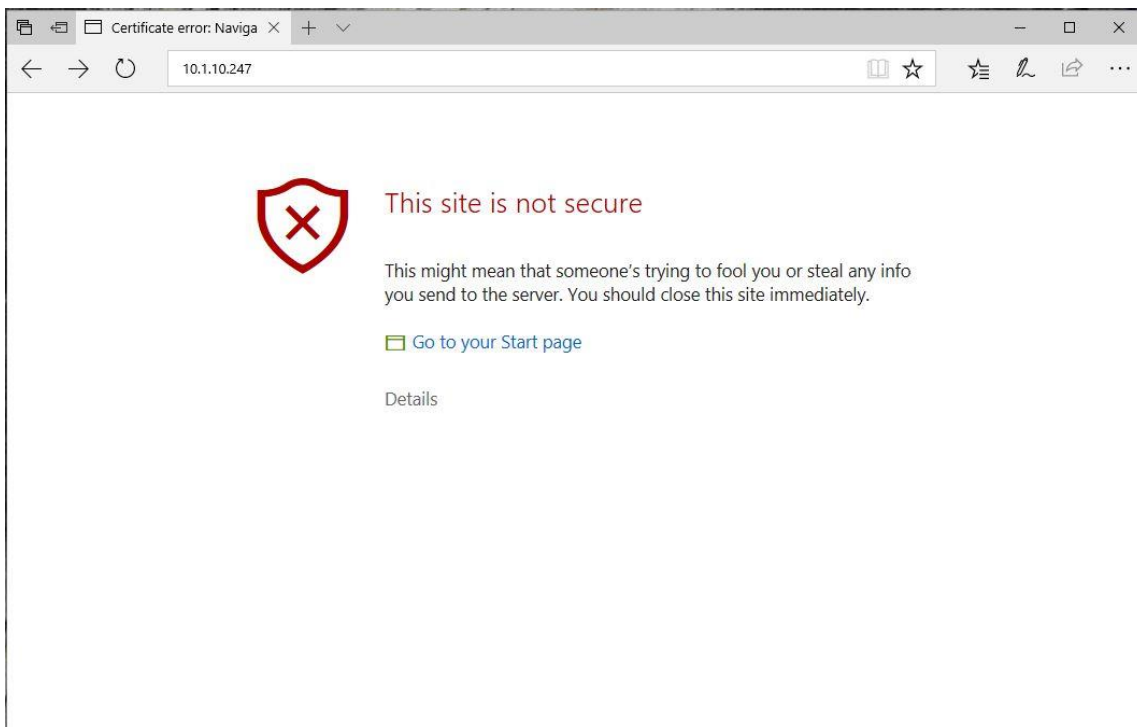 Certificate error: Naviga
10.1.10.247
This site is not secure
This might mean that someone's trying to fool you or steal any info
you send to the server. You should close this site immediately.
Go to your Start page
Details